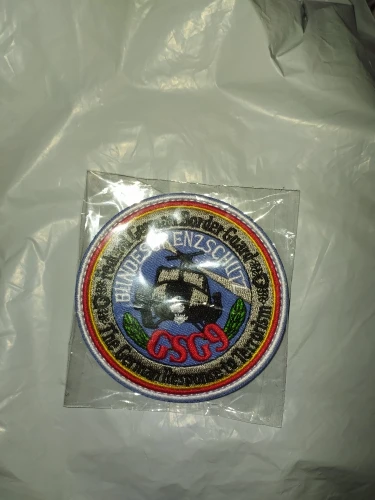 Federal German Border Guard
BUNDESGRENZSCHUTZ
GSG9
The German Response to Terrorism